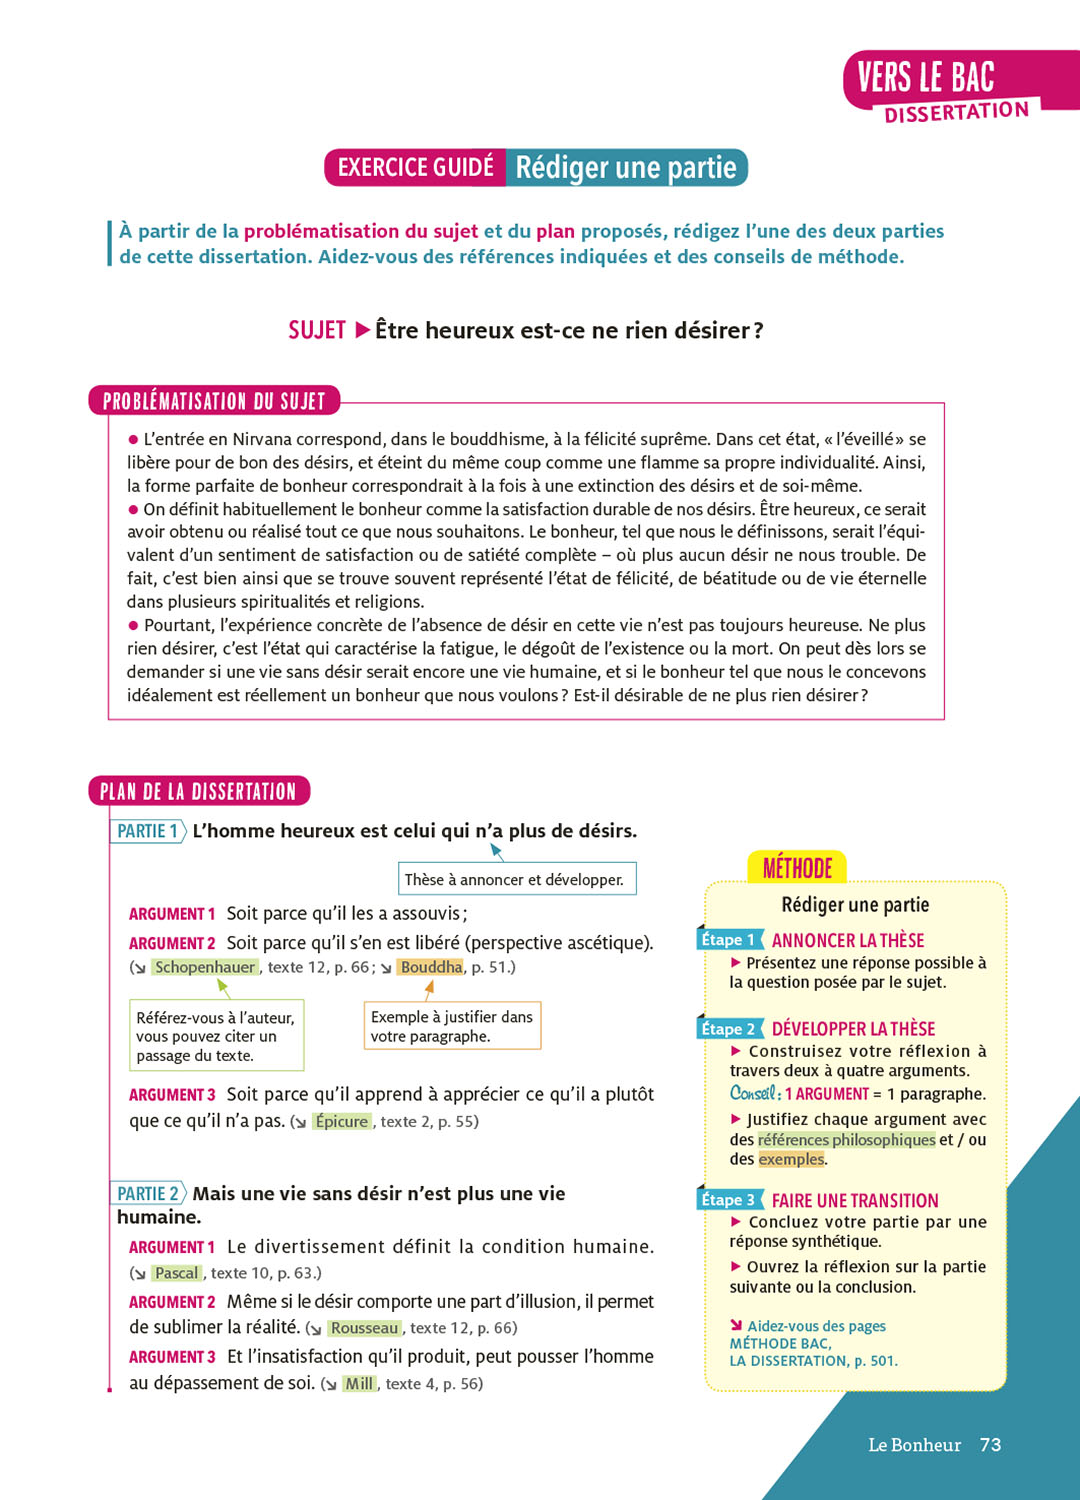 VERS LE BAC
DISSERTATION
EXERCICE GUIDÉ Rédiger une partie
À partir de la problématisation du sujet et du plan proposés, rédigez l’une des deux parties
de cette dissertation. Aidez-vous des références indiquées et des conseils de méthode.
SUJET ▶ Être heureux est-ce ne rien désirer ?
PROBLÉMATISATION DU SUJET
● L’entrée en Nirvana correspond, dans le bouddhisme, à la félicité suprême. Dans cet état, « l’éveillé » se
libère pour de bon des désirs, et éteint du même coup comme une flamme sa propre individualité. Ainsi,
la forme parfaite de bonheur correspondrait à la fois à une extinction des désirs et de soi-même.
● On définit habituellement le bonheur comme la satisfaction durable de nos désirs. Être heureux, ce serait
avoir obtenu ou réalisé tout ce que nous souhaitons. Le bonheur, tel que nous le définissons, serait l’équi-
valent d’un sentiment de satisfaction ou de satiété complète – où plus aucun désir ne nous trouble. De
fait, c’est bien ainsi que se trouve souvent représenté l’état de félicité, de béatitude ou de vie éternelle
dans plusieurs spiritualités et religions.
● Pourtant, l’expérience concrète de l’absence de désir en cette vie n’est pas toujours heureuse. Ne plus
rien désirer, c’est l’état qui caractérise la fatigue, le dégoût de l’existence ou la mort. On peut dès lors se
demander si une vie sans désir serait encore une vie humaine, et si le bonheur tel que nous le concevons
idéalement est réellement un bonheur que nous voulons ? Est-il désirable de ne plus rien désirer ?
PLAN DE LA DISSERTATION
PARTIE 1 L’homme heureux est celui qui n’a plus de désirs.
Thèse à annoncer et développer.
ARGUMENT 1 Soit parce qu’il les a assouvis ;
ARGUMENT 2 Soit parce qu’il s’en est libéré (perspective ascétique).
(↘ Schopenhauer, texte 12, p. 66 ; ↘ Bouddha, p. 51.)
Référez-vous à l’auteur,
vous pouvez citer un
passage du texte.
Exemple à justifier dans
votre paragraphe.
ARGUMENT 3 Soit parce qu’il apprend à apprécier ce qu’il a plutôt
que ce qu’il n’a pas. (↘ Épicure, texte 2, p. 55)
PARTIE 2 Mais une vie sans désir n’est plus une vie
humaine.
ARGUMENT 1 Le divertissement définit la condition humaine.
(↘ Pascal, texte 10, p. 63.)
ARGUMENT 2 Même si le désir comporte une part d’illusion, il permet
de sublimer la réalité. (↘ Rousseau, texte 12, p. 66)
ARGUMENT 3 Et l’insatisfaction qu’il produit, peut pousser l’homme
au dépassement de soi. (↘ Mill, texte 4, p. 56)
MÉTHODE
Rédiger une partie
Étape 1 ANNONCER LA THÈSE
▶ Présentez une réponse possible à
la question posée par le sujet.
Étape 2 DÉVELOPPER LA THÈSE
▶ Construisez votre réflexion à
travers deux à quatre arguments.
Conseil : 1 ARGUMENT = 1 paragraphe.
▶ Justifiez chaque argument avec
des références philosophiques et / ou
des exemples.
Étape 3 FAIRE UNE TRANSITION
▶ Concluez votre partie par une
réponse synthétique.
▶ Ouvrez la réflexion sur la partie
suivante ou la conclusion.
↘ Aidez-vous des pages
MÉTHODE BAC,
LA DISSERTATION, p. 501.
Le Bonheur 73